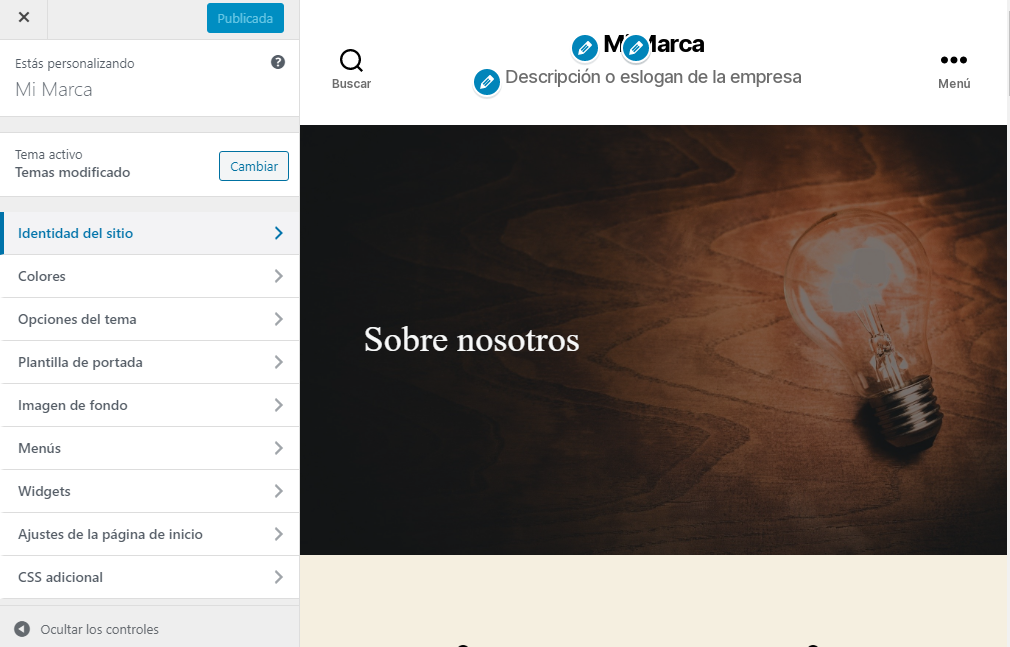 Publicada
Estás personalizando
Mi Marca
Tema activo
Temas modificado
Cambiar
Identidad del sitio
Colores
Opciones del tema
Plantilla de portada
Imagen de fondo
Menús
Widgets
Ajustes de la página de inicio
CSS adicional
Ocultar los controles
Buscar
Mi Marca
Descripción o eslogan de la empresa
Menú
Sobre nosotros